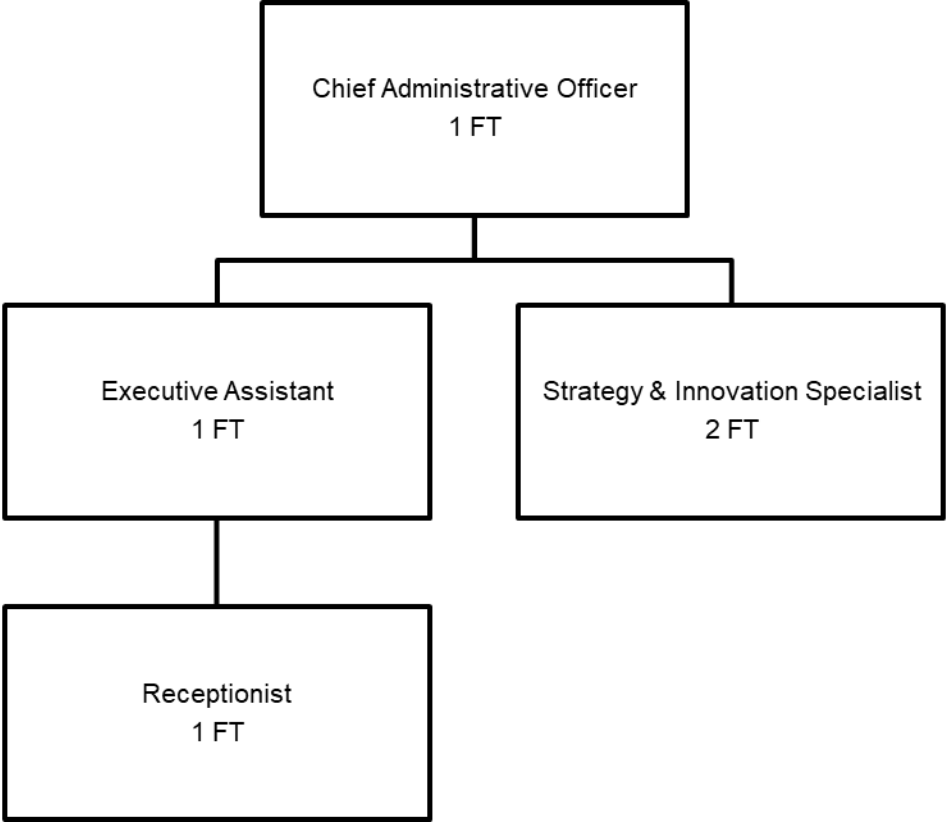 Chief Administrative Officer
1 FT
Executive Assistant
1 FT
Strategy & Innovation Specialist
2 FT
Receptionist
1 FT